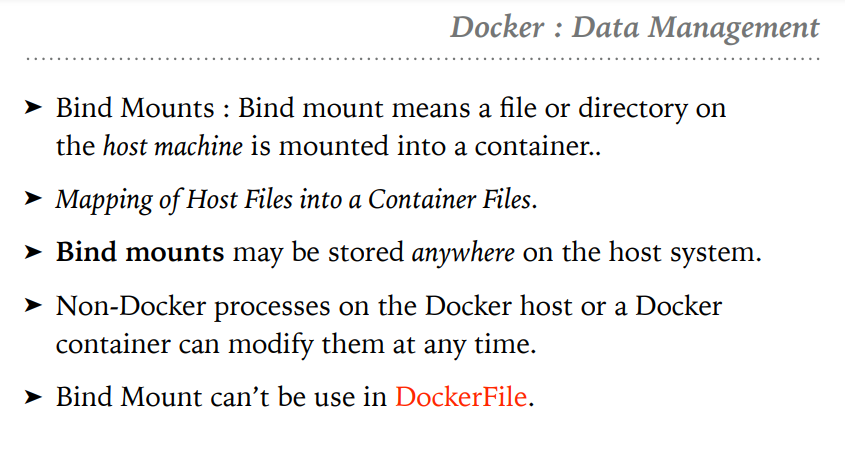 Docker : Data Management
➤ Bind Mounts : Bind mount means a file or directory on
the host machine is mounted into a container..
➤ Mapping of Host Files into a Container Files.
➤ Bind mounts may be stored anywhere on the host system.
➤ Non-Docker processes on the Docker host or a Docker
container can modify them at any time.
➤ Bind Mount can’t be use in DockerFile.